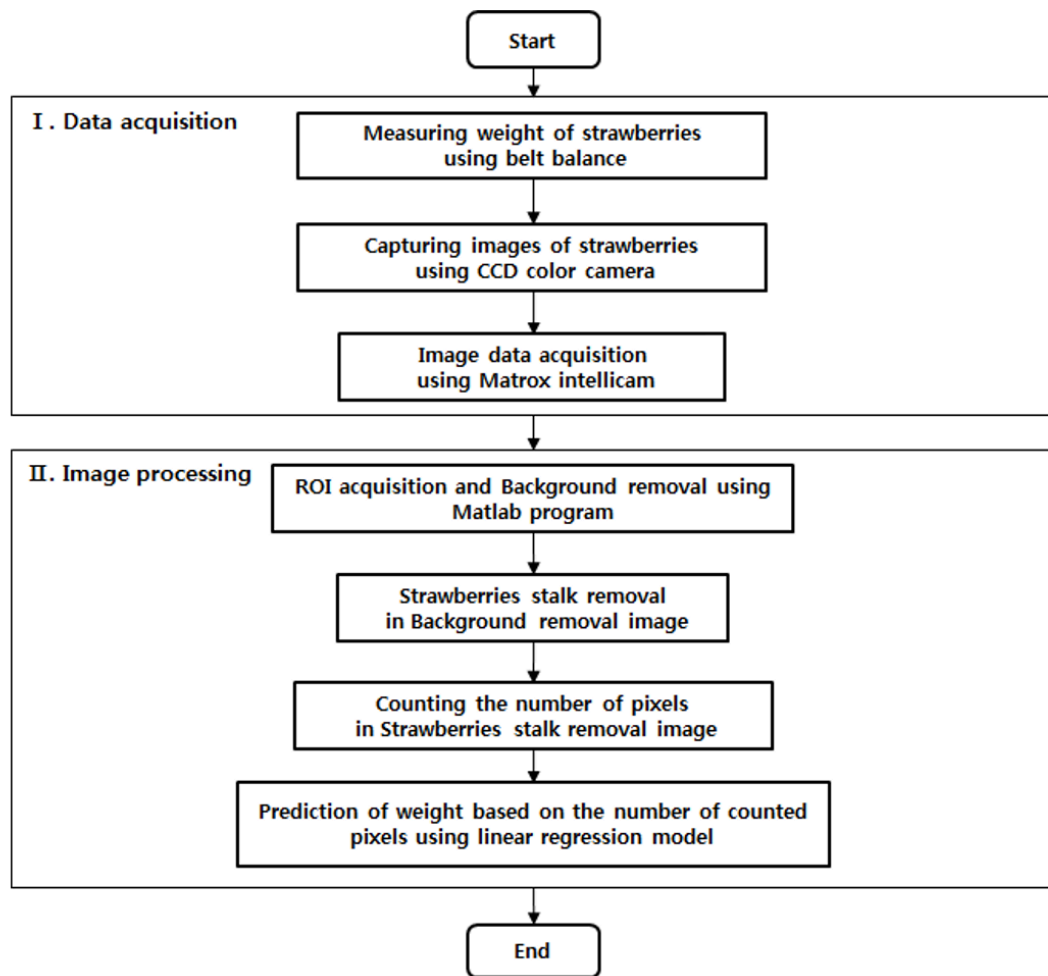 Start
Ⅰ. Data acquisition
Measuring weight of strawberries
using belt balance
Capturing images of strawberries
using CCD color camera
Image data acquisition
using Matrox intellicam
Ⅱ. Image processing
ROI acquisition and Background removal using
Matlab program
Strawberries stalk removal
in Background removal image
Counting the number of pixels
in Strawberries stalk removal image
Prediction of weight based on the number of counted
pixels using linear regression model
End